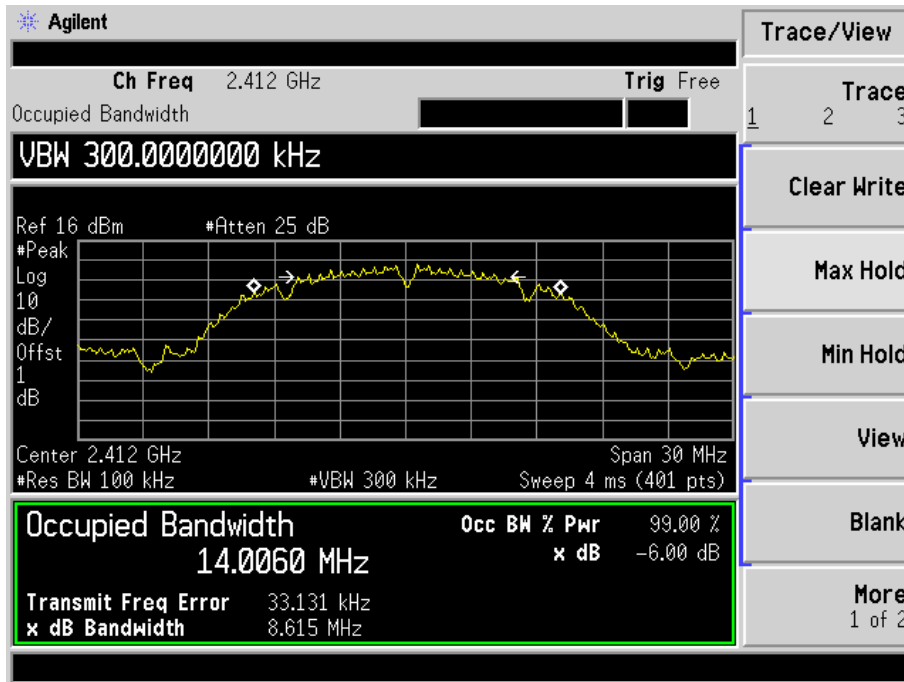 Agilent
Trace/View
Ch Freq 2.412 GHz Trig Free
Occupied Bandwidth
Trace
1 2 3
VBW 300.0000000 kHz
Clear Write
Ref 16 dBm #Atten 25 dB
#Peak
Log
10
dB/
Offst
1
dB
Max Hold
Min Hold
View
Center 2.412 GHz Span 30 MHz
#Res BW 100 kHz #VBW 300 kHz Sweep 4 ms (401 pts)
Occupied Bandwidth Occ BW % Pwr 99.00 %
14.0060 MHz x dB -6.00 dB
Transmit Freq Error 33.131 kHz
x dB Bandwidth 8.615 MHz
Blank
More
1 of 2